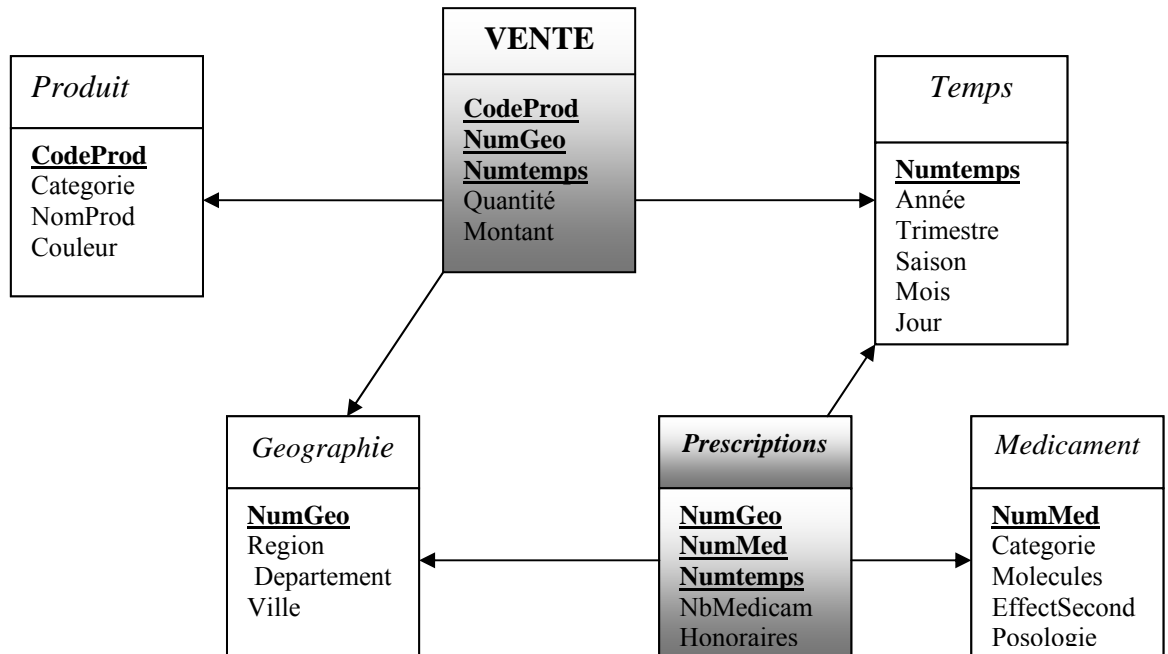 VENTE
CodeProd
NumGeo
Numtemps
Quantité
Montant
Produit
CodeProd
Categorie
NomProd
Couleur
Temps
Numtemps
Année
Trimestre
Saison
Mois
Jour
Geographie
NumGeo
Region
Departement
Ville
Prescriptions
NumGeo
NumMed
Numtemps
NbMedicam
Honoraires
Medicament
NumMed
Categorie
Molecules
EffectSecond
Posologie